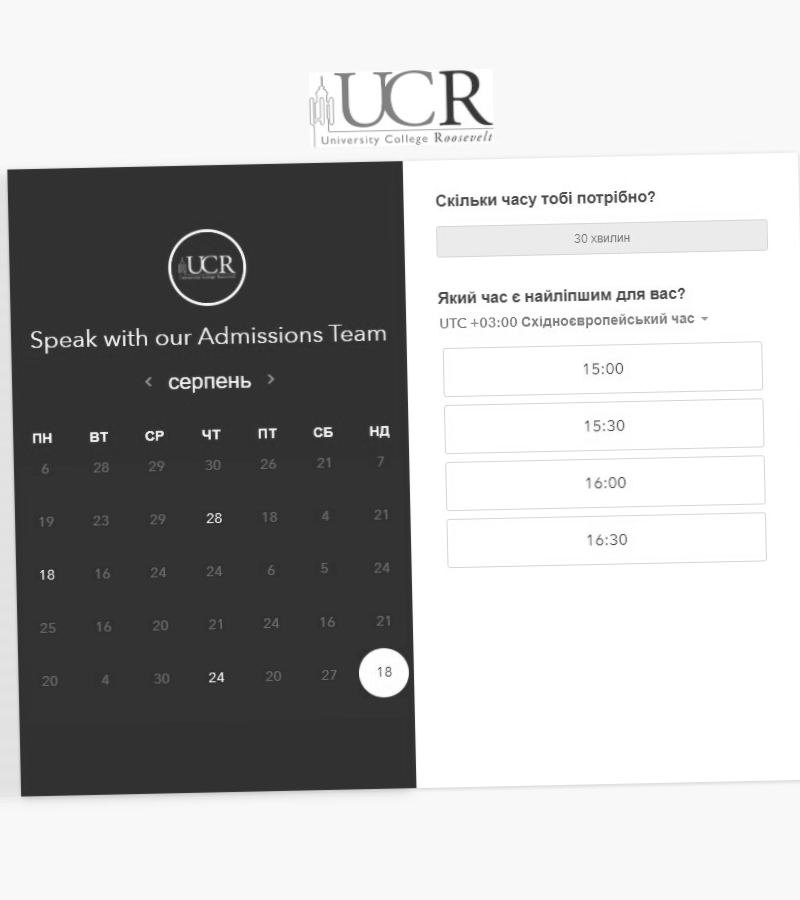 UCR
University College Roosevelt
UCR
University College Roosevelt
Speak with our Admissions Team
серпень
ПН ВТ СР ЧТ ПТ СБ НД
6 28 29 30 26 21 7
19 23 29 28 18 4 21
18 16 24 24 6 5 24
25 16 20 21 24 16 21
20 4 30 24 20 27 18
Скільки часу тобі потрібно?
30 хвилин
Який час є найліпшим для вас?
UTC +03:00 Східноєвропейський час
15:00
15:30
16:00
16:30